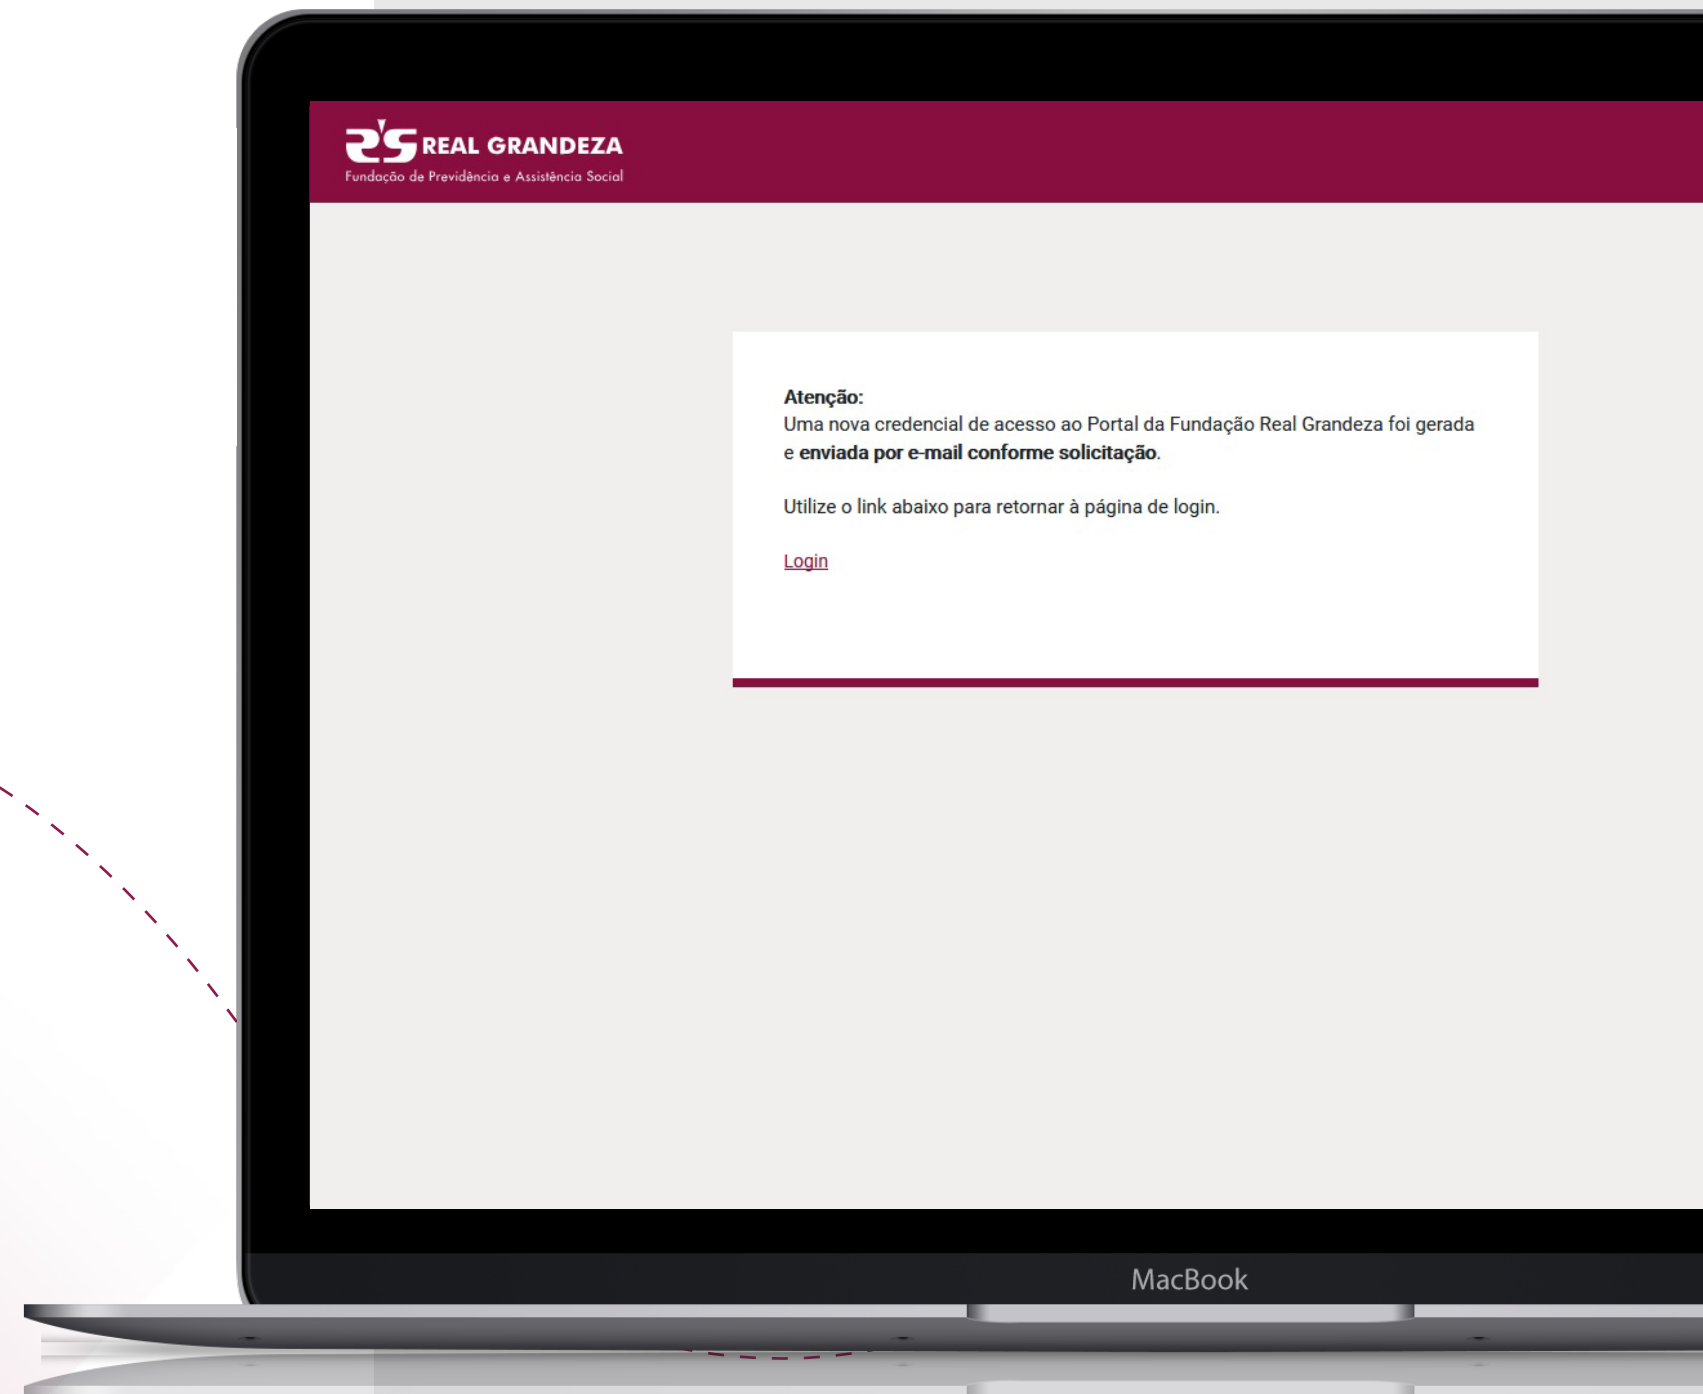 REAL GRANDEZA
Fundação de Previdência e Assistência Social
Atenção:
Uma nova credencial de acesso ao Portal da Fundação Real Grandeza foi gerada
e enviada por e-mail conforme solicitação.
Utilize o link abaixo para retornar à página de login.
Login
MacBook